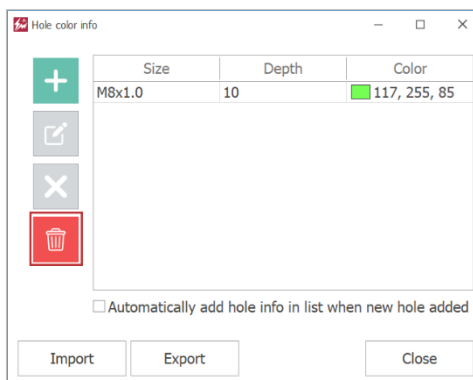 Hole color info
Size Depth Color
M8x1.0 10 117, 255, 85
Automatically add hole info in list when new hole added
Import Export Close